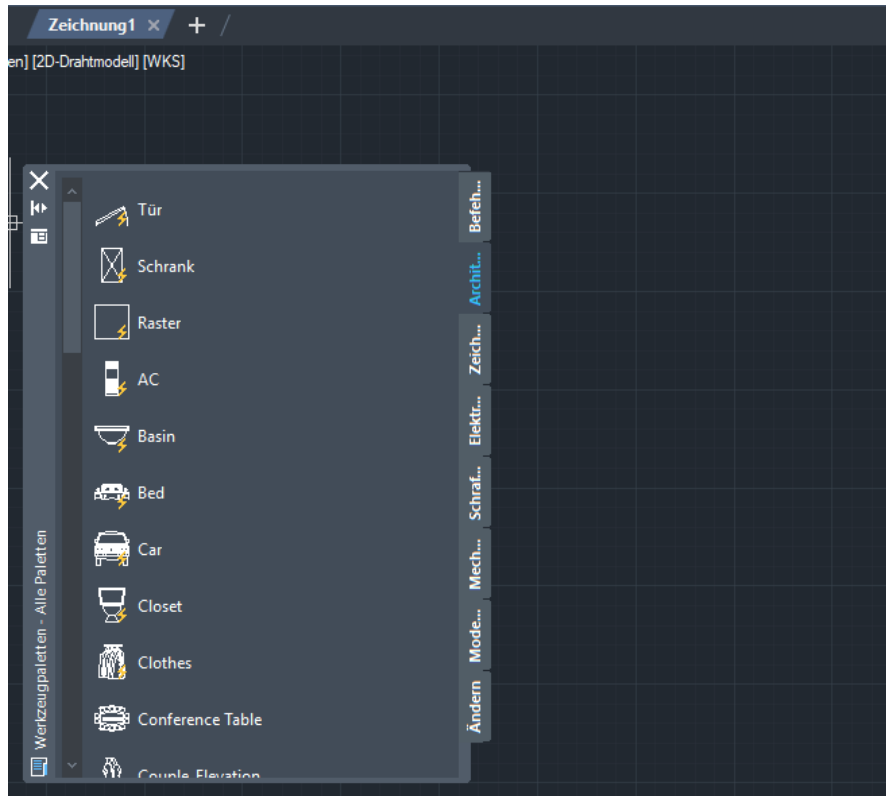 Zeichnung1
en] [2D-Drahtmodell] [WKS]
Tür
Schrank
Raster
AC
Basin
Bed
Car
Closet
Clothes
Conference Table
Couple Elevation
Befeh...
Archit...
Zeich...
Elektr...
Schraf...
Mech...
Mode...
Ändern
Werkzeugpaletten - Alle Paletten